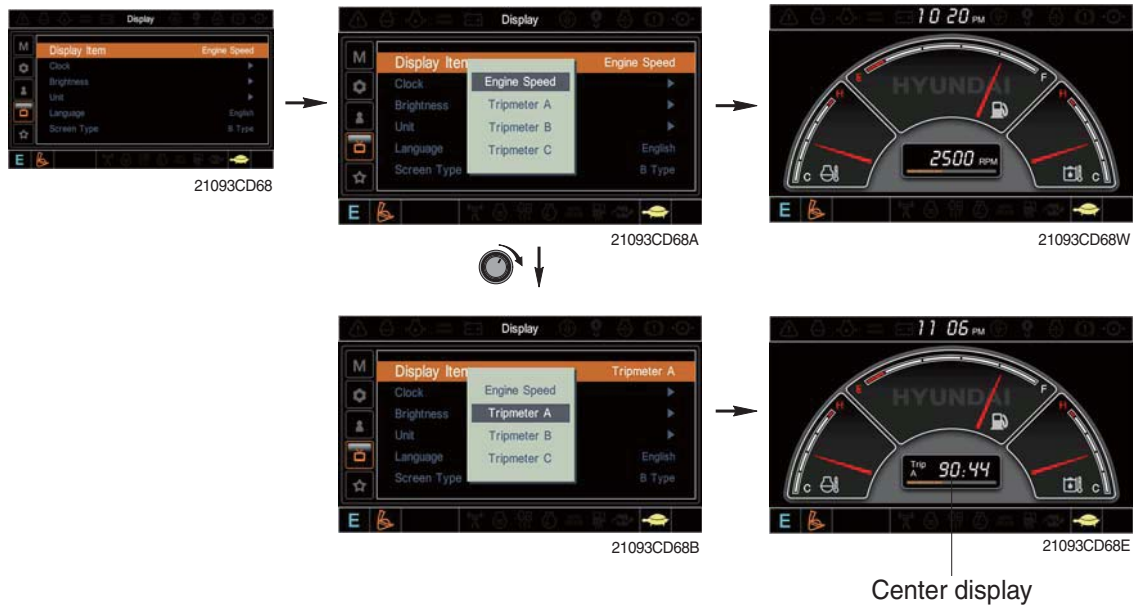 Display
M
Display Item Engine Speed
Clock
Brightness
Unit
Language English
Screen Type B Type
E
21093CD68
Display
M
Display Item Engine Speed
Clock
Brightness
Unit
Language English
Screen Type B Type
Engine Speed
Tripmeter A
Tripmeter B
Tripmeter C
E
21093CD68A
10 20 PM
E F
HYUNDAI
H H
2500 RPM
C C
E
21093CD68W
Display
M
Display Item Tripmeter A
Clock
Brightness
Unit
Language English
Screen Type B Type
Engine Speed
Tripmeter A
Tripmeter B
Tripmeter C
E
21093CD68B
11 06 PM
E F
HYUNDAI
H H
Trip A 90:44
C C
E
21093CD68E
Center display